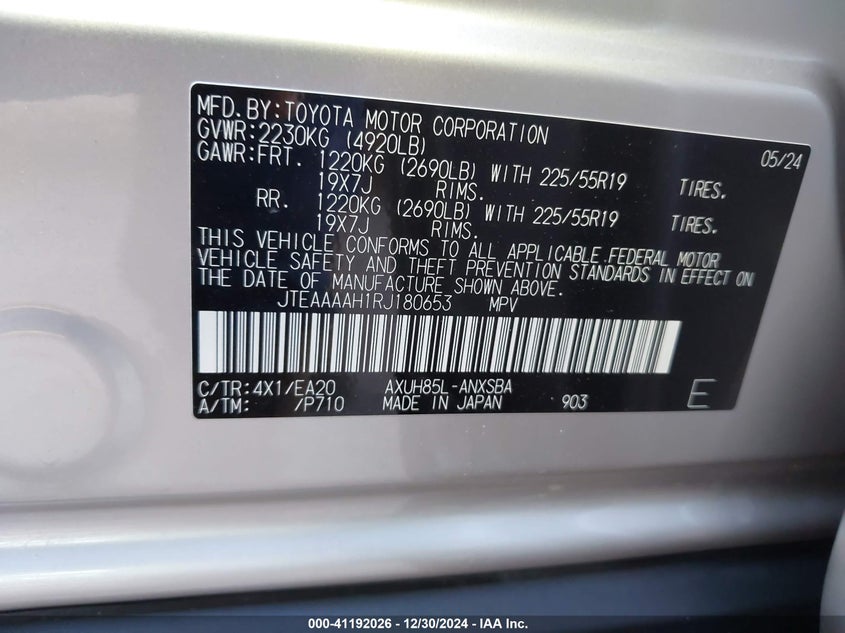 MFD.BY:TOYOTA MOTOR CORPORATION 05/24
GVWR:2230KG (4920LB)
GAWR:FRT. 1220KG (2690LB) WITH 225/55R19 TIRES.
19X7J RIMS.
RR. 1220KG (2690LB) WITH 225/55R19 TIRES.
19X7J RIMS.
THIS VEHICLE CONFORMS TO ALL APPLICABLE FEDERAL MOTOR
VEHICLE SAFETY AND THEFT PREVENTION STANDARDS IN EFFECT ON
THE DATE OF MANUFACTURE SHOWN ABOVE.
JTEAAAAH1RJ180653 MPV
C/TR:4X1/EA20 AXUH85L-ANXSBA
A/TM: /P710 MADE IN JAPAN 903 E
000-41192026 - 12/30/2024 - IAA Inc.